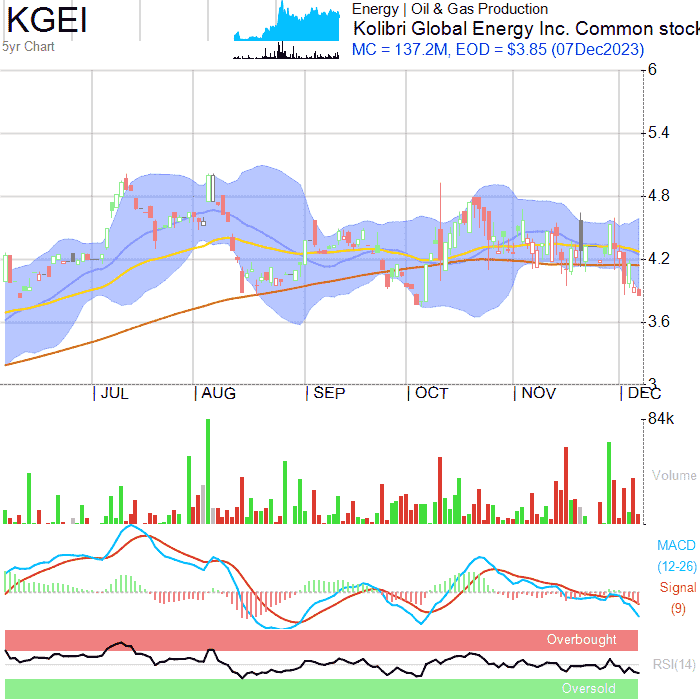 KGEI
5yr Chart
Energy | Oil & Gas Production
Kolibri Global Energy Inc. Common stock
MC = 137.2M, EOD = $3.85 (07Dec2023)
6
5.4
4.8
4.2
3.6
3
JUL
AUG
SEP
OCT
NOV
DEC
84k
Volume
MACD
(12-26)
Signal
(9)
Overbought
RSI(14)
Oversold